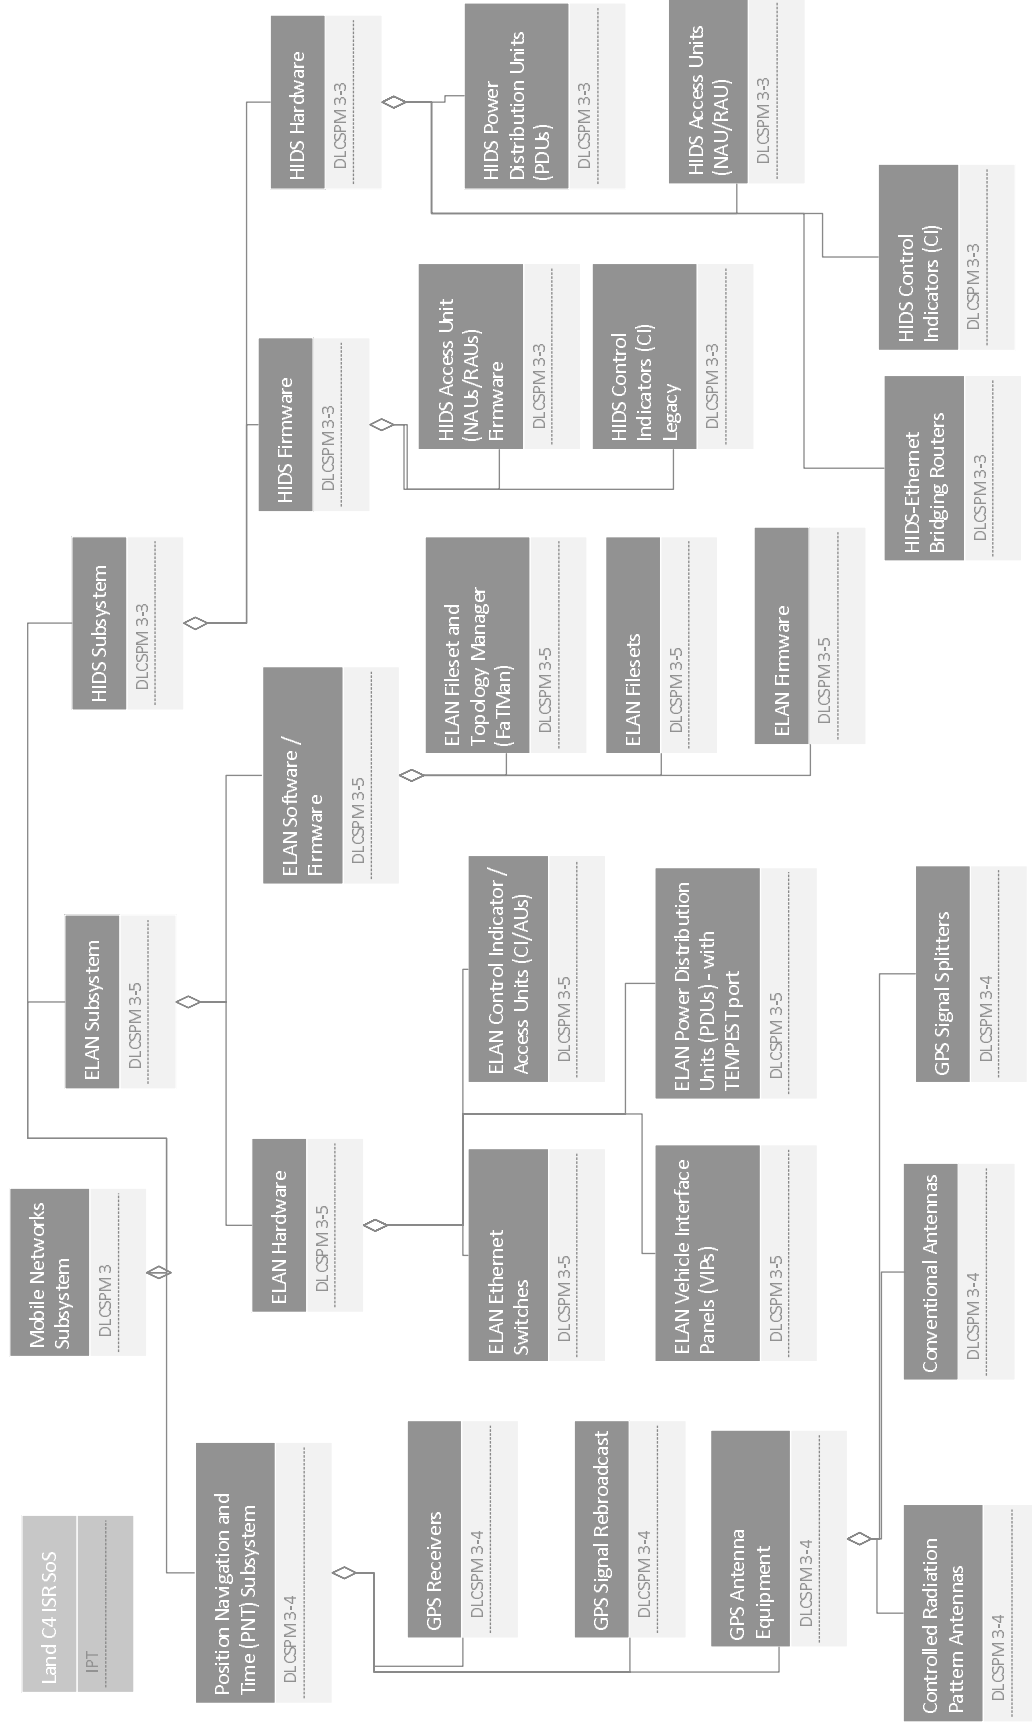 Land C4 ISR SoS
IPT
Mobile Networks
Subsystem
DLCSPM 3
Position Navigation and
Time (PNT) Subsystem
DLCSPM 3-4
ELAN Subsystem
DLCSPM 3-5
HIDS Subsystem
DLCSPM 3-3
GPS Receivers
DLCSPM 3-4
GPS Signal Rebroadcast
DLCSPM 3-4
GPS Antenna
Equipment
DLCSPM 3-4
Controlled Radiation
Pattern Antennas
DLCSPM 3-4
Conventional Antennas
DLCSPM 3-4
GPS Signal Splitters
DLCSPM 3-4
ELAN Hardware
DLCSPM 3-5
ELAN Software /
Firmware
DLCSPM 3-5
ELAN Ethernet
Switches
DLCSPM 3-5
ELAN Control Indicator /
Access Units (CI/AUs)
DLCSPM 3-5
ELAN Vehicle Interface
Panels (VIPs)
DLCSPM 3-5
ELAN Power Distribution
Units (PDUs) - with
TEMPEST port
DLCSPM 3-5
ELAN Fileset and
Topology Manager
(FaTMan)
DLCSPM 3-5
ELAN Filesets
DLCSPM 3-5
ELAN Firmware
DLCSPM 3-5
HIDS Firmware
DLCSPM 3-3
HIDS Hardware
DLCSPM 3-3
HIDS Access Unit
(NAUs/RAUs)
Firmware
DLCSPM 3-3
HIDS Control
Indicators (CI)
Legacy
DLCSPM 3-3
HIDS Power
Distribution Units
(PDUs)
DLCSPM 3-3
HIDS Access Units
(NAU/RAU)
DLCSPM 3-3
HIDS-Ethernet
Bridging Routers
DLCSPM 3-3
HIDS Control
Indicators (CI)
DLCSPM 3-3